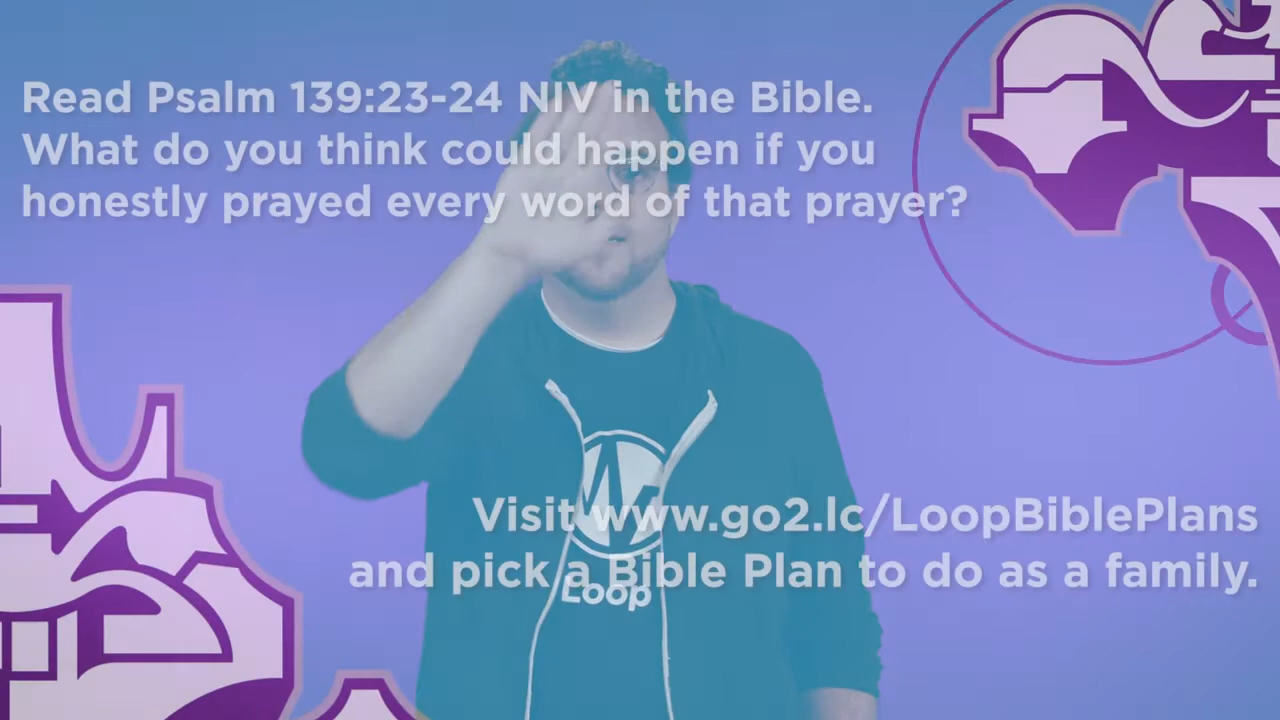 Read Psalm 139:23-24 NIV in the Bible.
What do you think could happen if you
honestly prayed every word of that prayer?
Visit www.go2.lc/LoopBiblePlans
and pick a Bible Plan to do as a family.
Loop